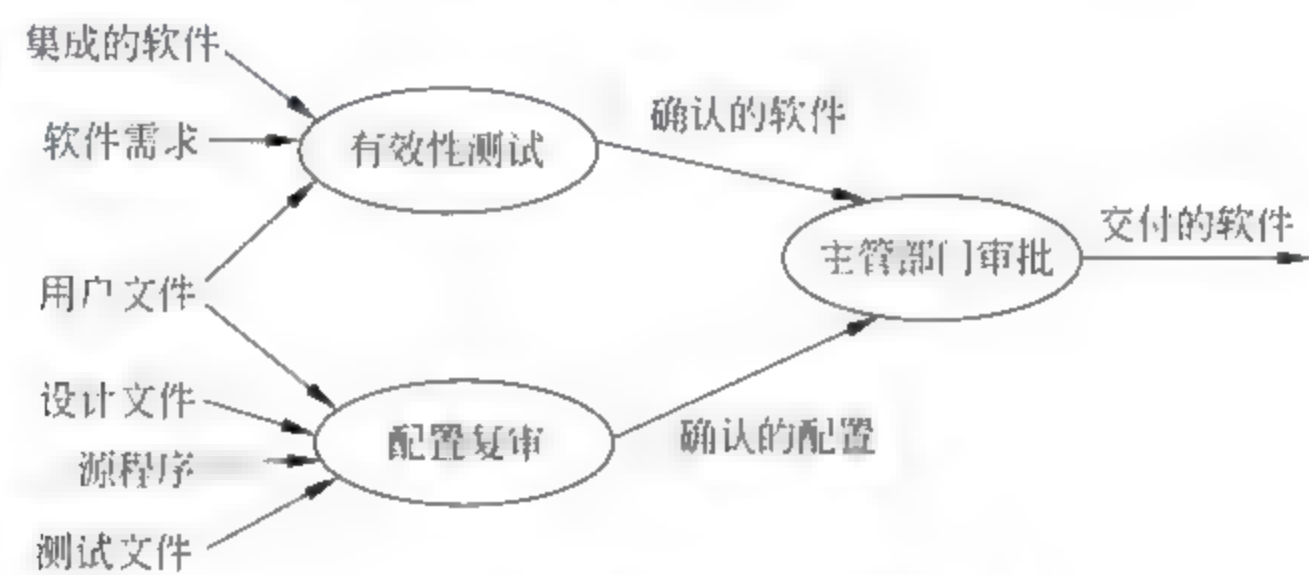 集成的软件
软件需求
用户文件
设计文件
源程序
测试文件
有效性测试
配置复审
确认的软件
确认的配置
主管部门审批
交付的软件